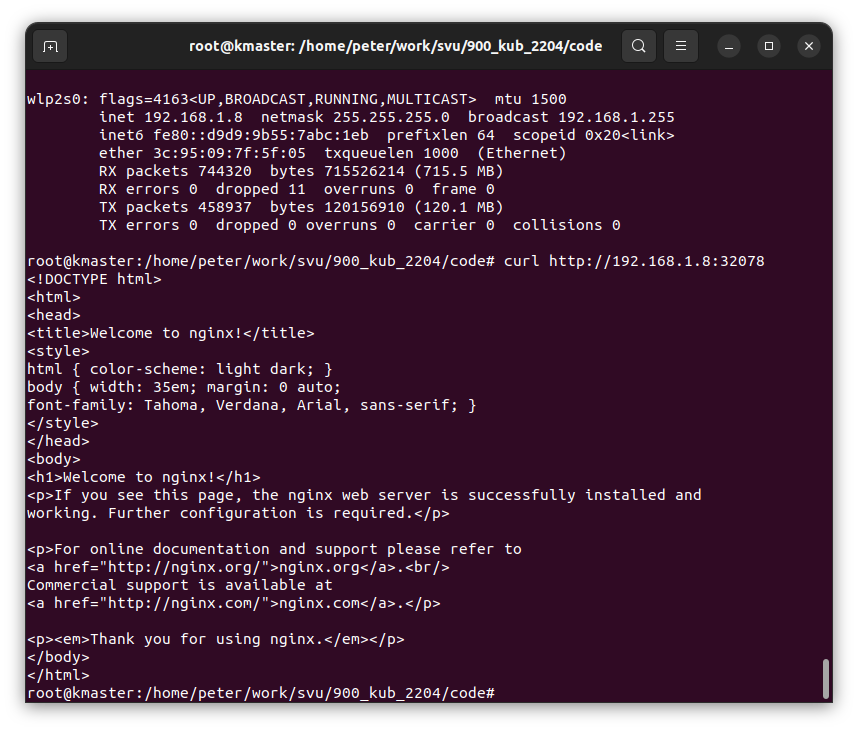 root@kmaster: /home/peter/work/svu/900_kub_2204/code
wlp2s0: flags=4163<UP,BROADCAST,RUNNING,MULTICAST>  mtu 1500
        inet 192.168.1.8  netmask 255.255.255.0  broadcast 192.168.1.255
        inet6 fe80::d9d9:9b55:7abc:1eb  prefixlen 64  scopeid 0x20<link>
        ether 3c:95:09:7f:5f:05  txqueuelen 1000  (Ethernet)
        RX packets 744320  bytes 715526214 (715.5 MB)
        RX errors 0  dropped 11  overruns 0  frame 0
        TX packets 458937  bytes 120156910 (120.1 MB)
        TX errors 0  dropped 0 overruns 0  carrier 0  collisions 0
root@kmaster:/home/peter/work/svu/900_kub_2204/code# curl http://192.168.1.8:32078
<!DOCTYPE html>
<html>
<head>
<title>Welcome to nginx!</title>
<style>
html { color-scheme: light dark; }
body { width: 35em; margin: 0 auto;
font-family: Tahoma, Verdana, Arial, sans-serif; }
</style>
</head>
<body>
<h1>Welcome to nginx!</h1>
<p>If you see this page, the nginx web server is successfully installed and
working. Further configuration is required.</p>
<p>For online documentation and support please refer to
<a href="http://nginx.org/">nginx.org</a>.<br/>
Commercial support is available at
<a href="http://nginx.com/">nginx.com</a>.</p>
<p><em>Thank you for using nginx.</em></p>
</body>
</html>
root@kmaster:/home/peter/work/svu/900_kub_2204/code#